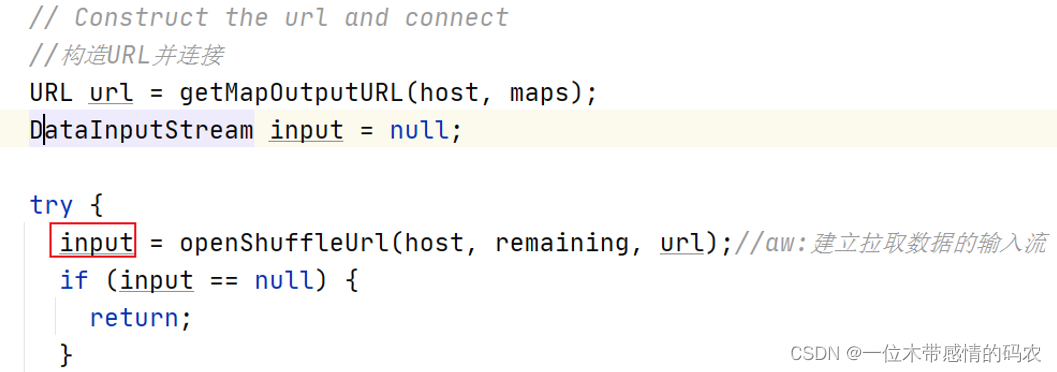 // Construct the url and connect
//构造URL并连接
URL url = getMapOutputURL(host, maps);
DataInputStream input = null;
try {
input = openShuffleUrl(host, remaining, url);//aw:建立拉取数据的输入流
if (input == null) {
return;
}
CSDN @一位木带感情的码农